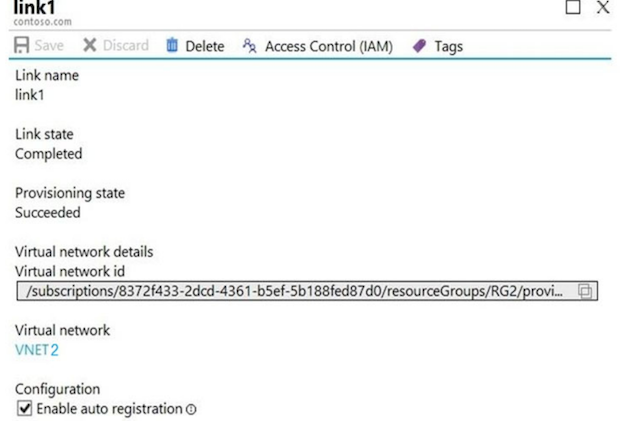 link1
contoso.com
Save Discard Delete Access Control (IAM) Tags
Link name
link1
Link state
Completed
Provisioning state
Succeeded
Virtual network details
Virtual network id
/subscriptions/8372f433-2dcd-4361-b5ef-5b188fed87d0/resourceGroups/RG2/provi...
Virtual network
VNET2
Configuration
Enable auto registration